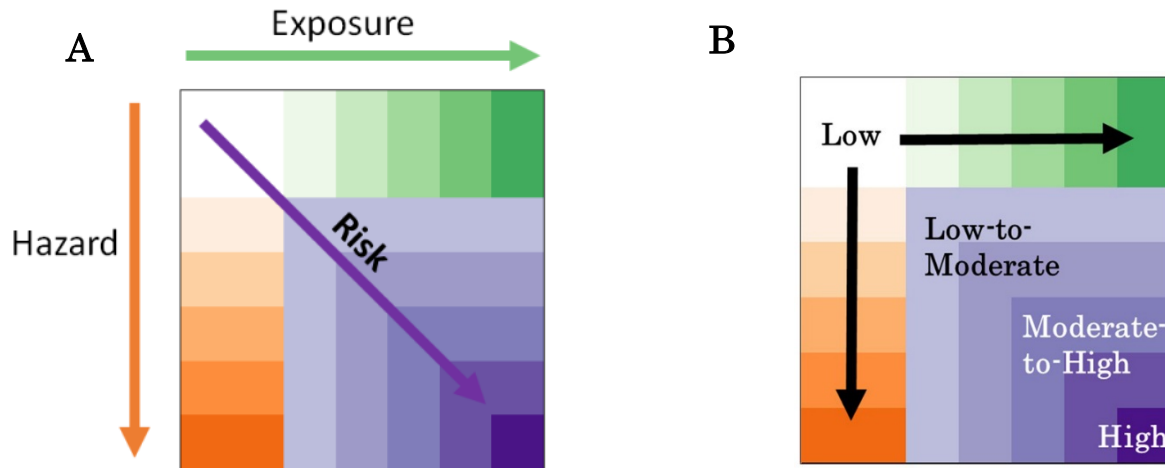 A
Exposure
Hazard
Risk
B
Low
Low-to-
Moderate
Moderate-
to-High
High